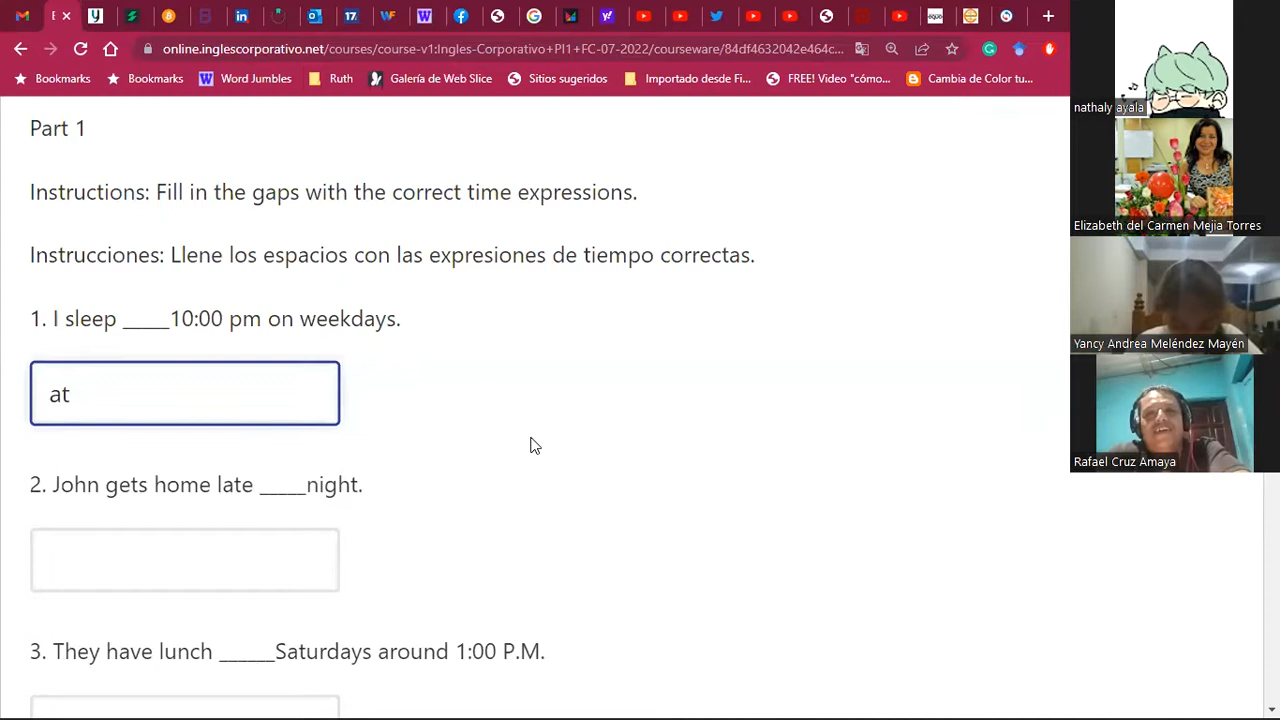 E
17.
online.inglescorporativo.net/courses/course-v1:Ingles-Corporativo+PI1+FC-07-2022/courseware/84df4632042e464c...
Bookmarks
Bookmarks
Word Jumbles
Ruth
Galería de Web Slice
Sitios sugeridos
Importado desde Fi...
FREE! Video "cómo...
Cambia de Color tu...
Part 1
Instructions: Fill in the gaps with the correct time expressions.
Instrucciones: Llene los espacios con las expresiones de tiempo correctas.
1. I sleep _____10:00 pm on weekdays.
at
2. John gets home late _____night.
3. They have lunch ______Saturdays around 1:00 P.M.
nathaly ayala
Elizabeth del Carmen Mejia Torres
Yancy Andrea Meléndez Mayén
Rafael Cruz Amaya